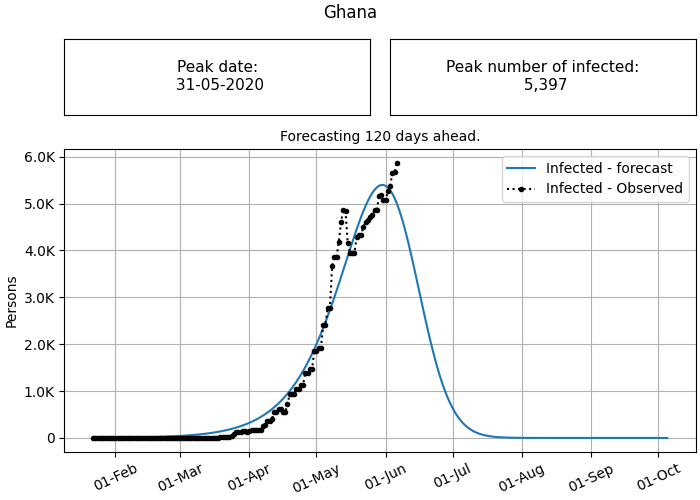 Ghana
Peak date:
31-05-2020
Peak number of infected:
5,397
Forecasting 120 days ahead.
6.0K
5.0K
4.0K
3.0K
2.0K
1.0K
0
Persons
Infected - forecast
Infected - Observed
01-Feb
01-Mar
01-Apr
01-May
01-Jun
01-Jul
01-Aug
01-Sep
01-Oct